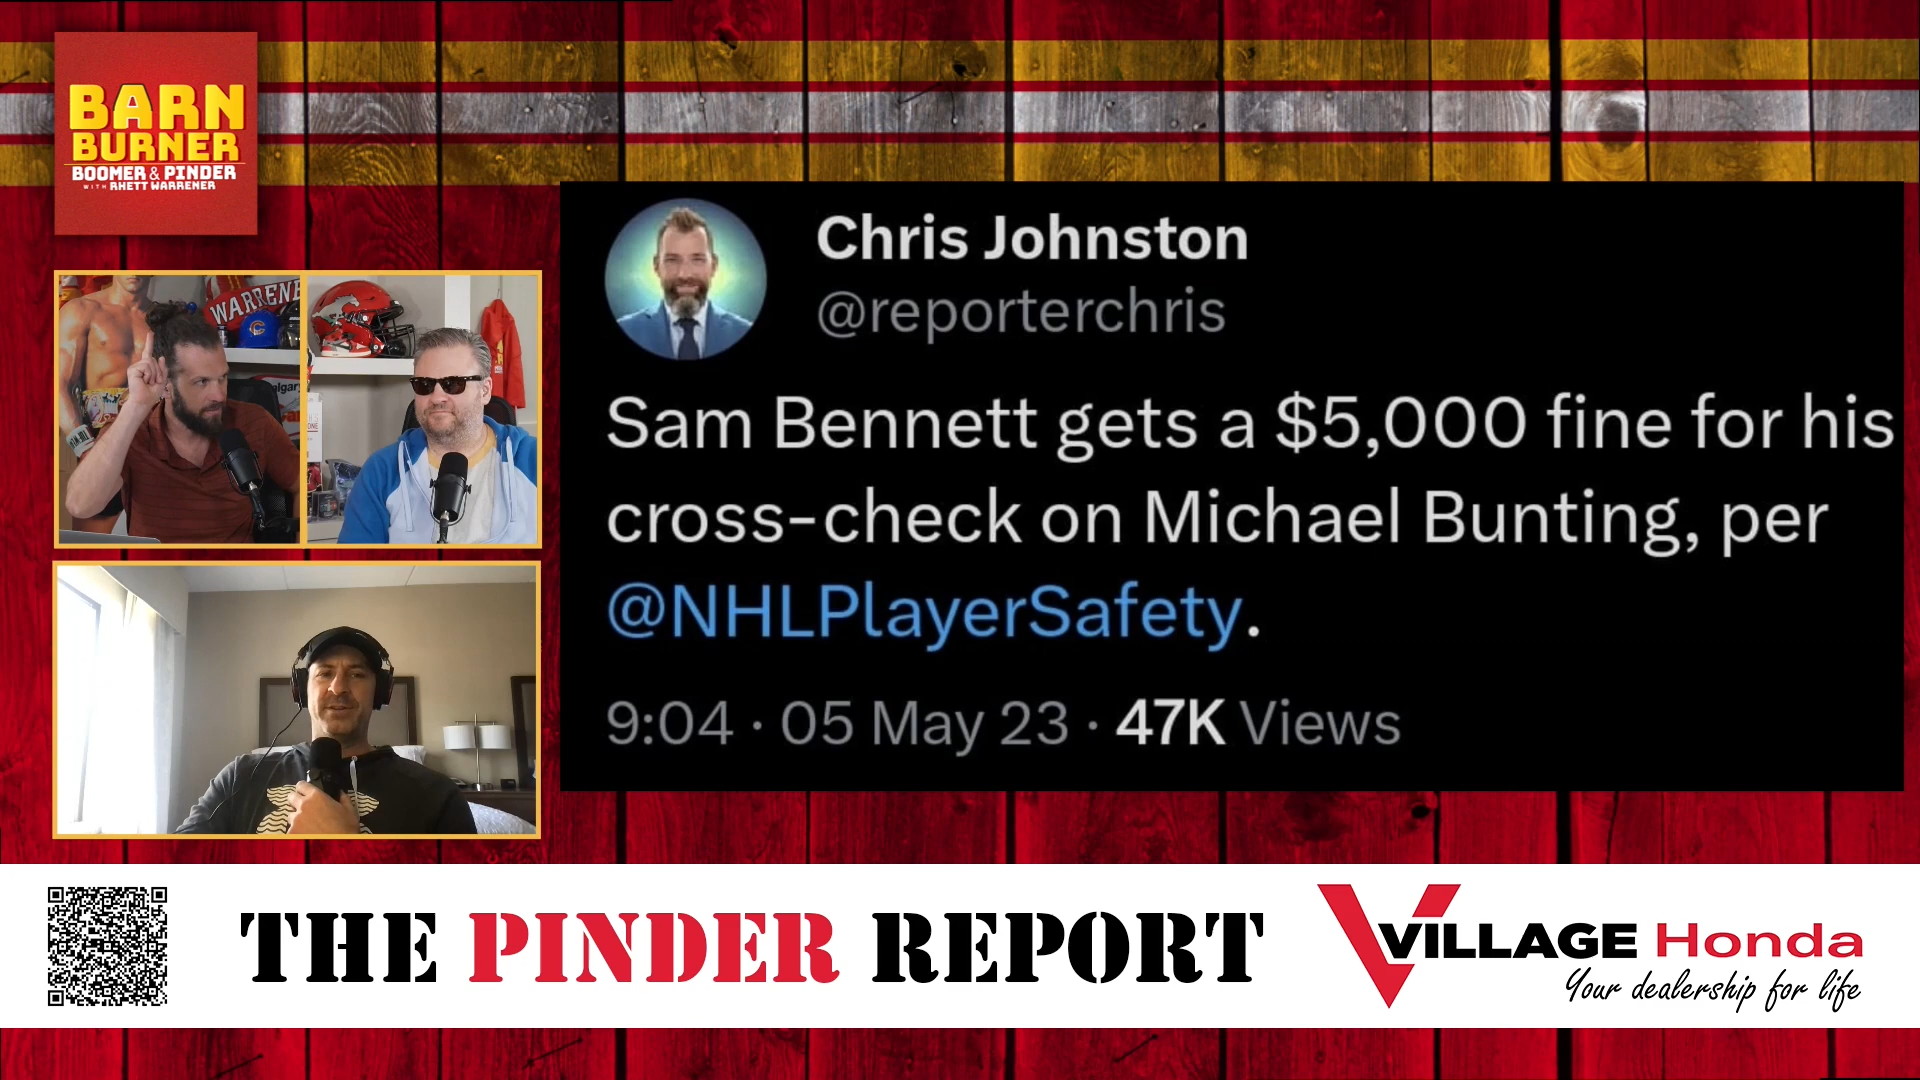 BARN
BURNER
BOOMER & PINDER
WITH RHETT WARRENER
WARRENE
algary
Chris Johnston
@reporterchris
Sam Bennett gets a $5,000 fine for his
cross-check on Michael Bunting, per
@NHLPlayerSafety.
9:04 · 05 May 23 · 47K Views
THE PINDER REPORT
VILLAGE Honda
Your dealership for life